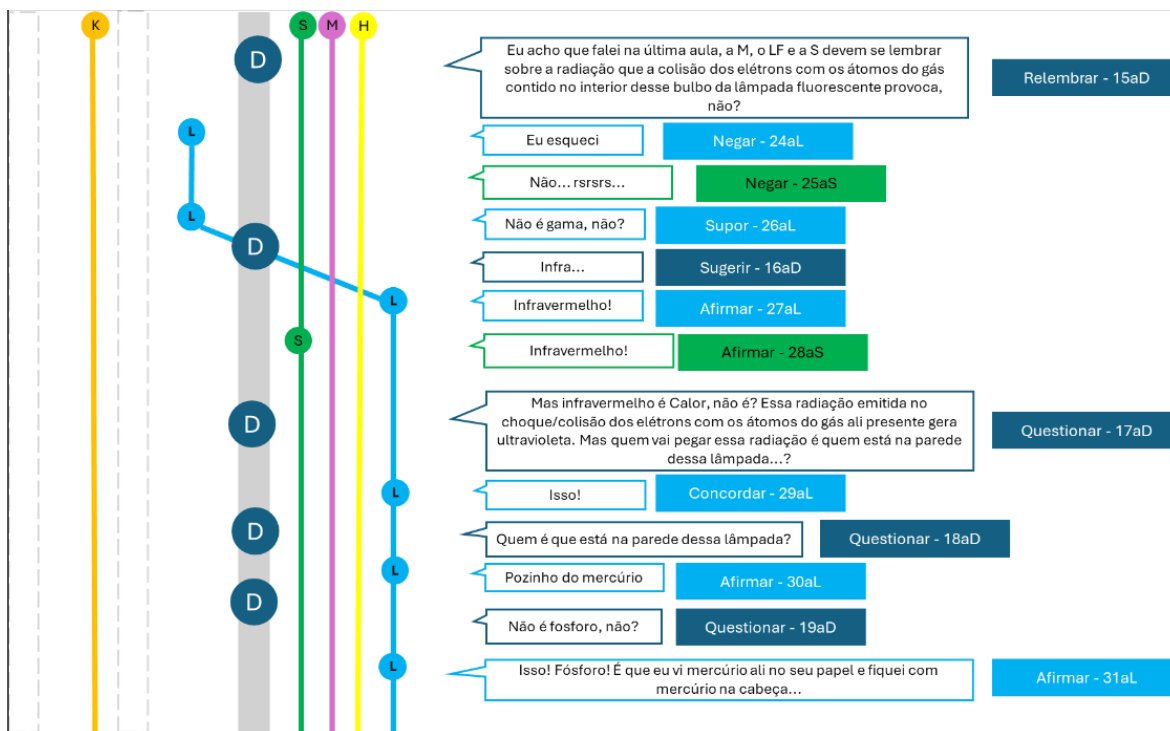 K
S
M
H
D
Eu acho que falei na última aula, a M, o LF e a S devem se lembrar
sobre a radiação que a colisão dos elétrons com os átomos do gás
contido no interior desse bulbo da lâmpada fluorescente provoca,
não?
Relembrar - 15aD
L
Eu esqueci
Negar - 24aL
Não... rsrsrs...
Negar - 25aS
L
Não é gama, não?
Supor - 26aL
D
Infra...
Sugerir - 16aD
L
Infravermelho!
Afirmar - 27aL
S
Infravermelho!
Afirmar - 28aS
D
Mas infravermelho é Calor, não é? Essa radiação emitida no
choque/colisão dos elétrons com os átomos do gás ali presente gera
ultravioleta. Mas quem vai pegar essa radiação é quem está na parede
dessa lâmpada...?
Questionar - 17aD
L
Isso!
Concordar - 29aL
D
Quem é que está na parede dessa lâmpada?
Questionar - 18aD
L
Pozinho do mercúrio
Afirmar - 30aL
D
Não é fosforo, não?
Questionar - 19aD
L
Isso! Fósforo! É que eu vi mercúrio ali no seu papel e fiquei com
mercúrio na cabeça...
Afirmar - 31aL